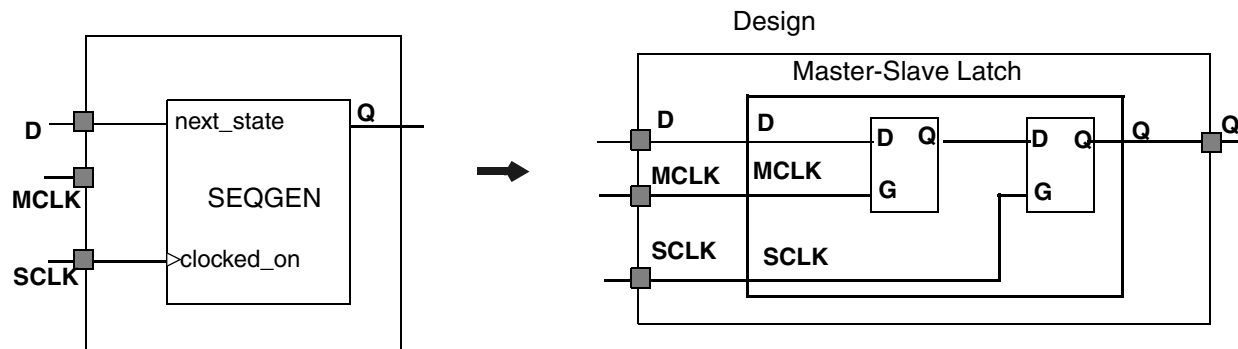 Design
Master-Slave Latch
D
next_state
Q
MCLK
SEQGEN
SCLK
clocked_on
D
D
D
Q
D
Q
Q
Q
MCLK
MCLK
G
G
SCLK
SCLK